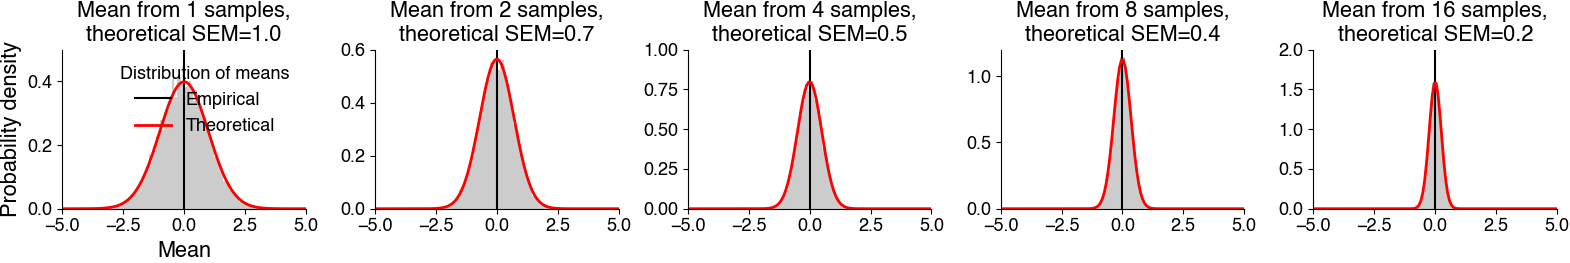 Mean from 1 samples,
theoretical SEM=1.0
Probability density
0.4
0.2
0.0
Distribution of means
Empirical
Theoretical
−5.0 −2.5 0.0 2.5 5.0
Mean
Mean from 2 samples,
theoretical SEM=0.7
0.6
0.4
0.2
0.0
−5.0 −2.5 0.0 2.5 5.0
Mean from 4 samples,
theoretical SEM=0.5
1.00
0.75
0.50
0.25
0.00
−5.0 −2.5 0.0 2.5 5.0
Mean from 8 samples,
theoretical SEM=0.4
1.0
0.5
0.0
−5.0 −2.5 0.0 2.5 5.0
Mean from 16 samples,
theoretical SEM=0.2
2.0
1.5
1.0
0.5
0.0
−5.0 −2.5 0.0 2.5 5.0